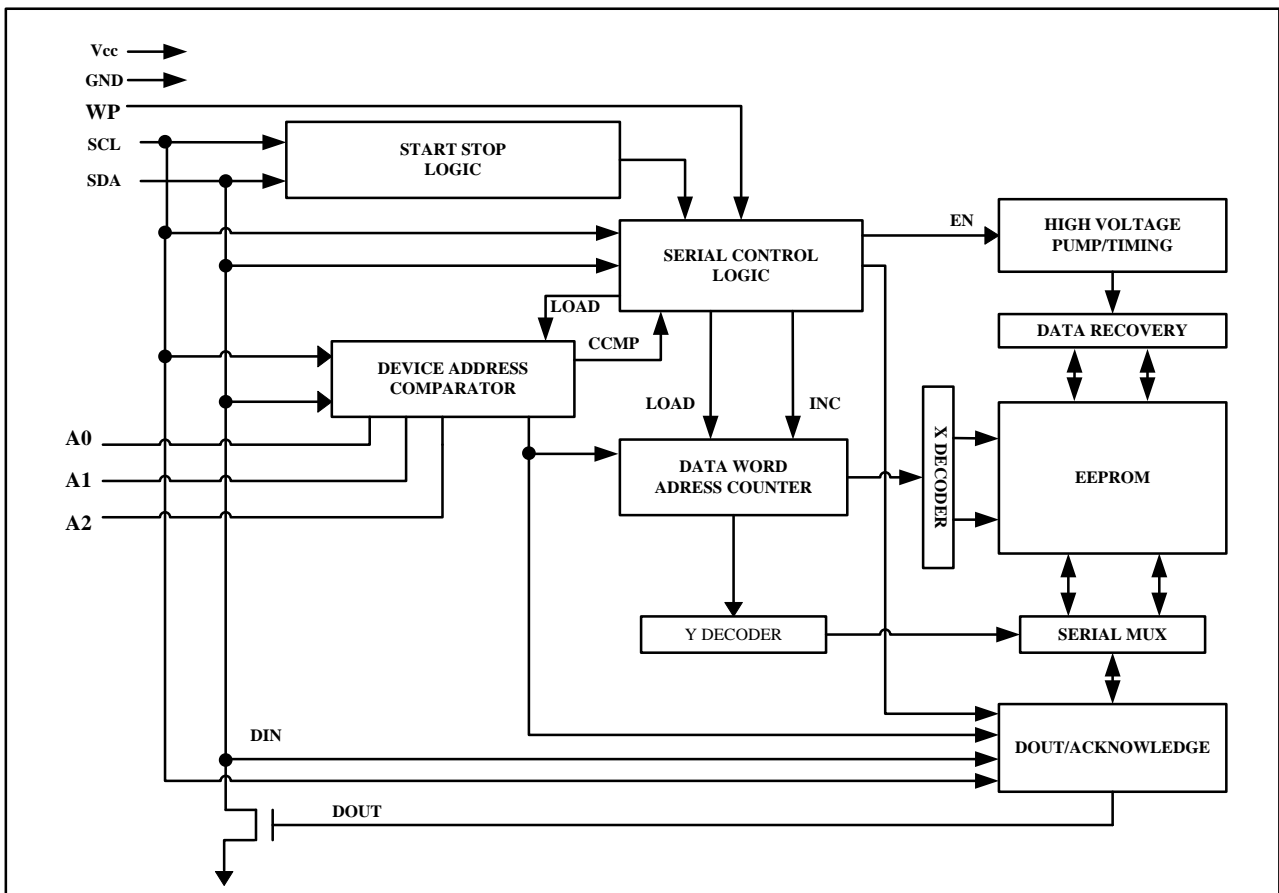 Vcc
GND
WP
SCL
SDA
START STOP
LOGIC
SERIAL CONTROL
LOGIC
EN
HIGH VOLTAGE
PUMP/TIMING
LOAD
CCMP
DATA RECOVERY
DEVICE ADDRESS
COMPARATOR
LOAD
INC
A0
A1
A2
DATA WORD
ADRESS COUNTER
X DECODER
EEPROM
Y DECODER
SERIAL MUX
DIN
DOUT/ACKNOWLEDGE
DOUT